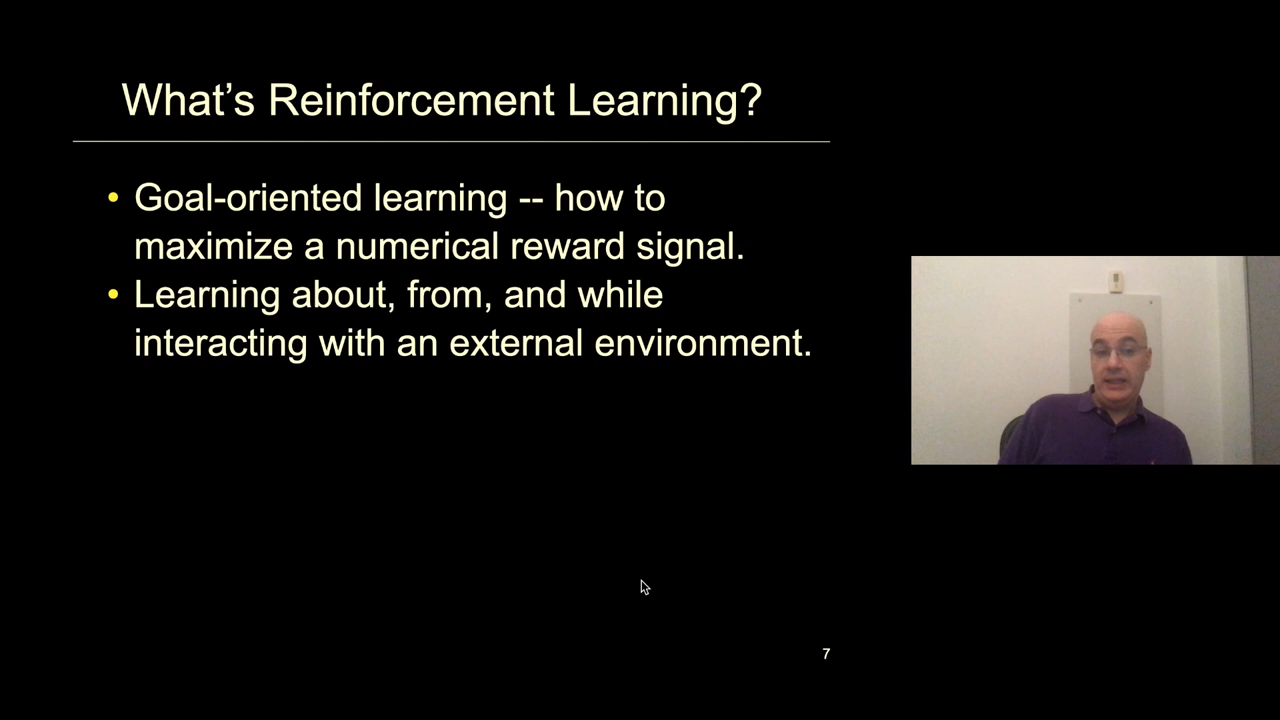 What's Reinforcement Learning?
• Goal-oriented learning -- how to
maximize a numerical reward signal.
• Learning about, from, and while
interacting with an external environment.
7